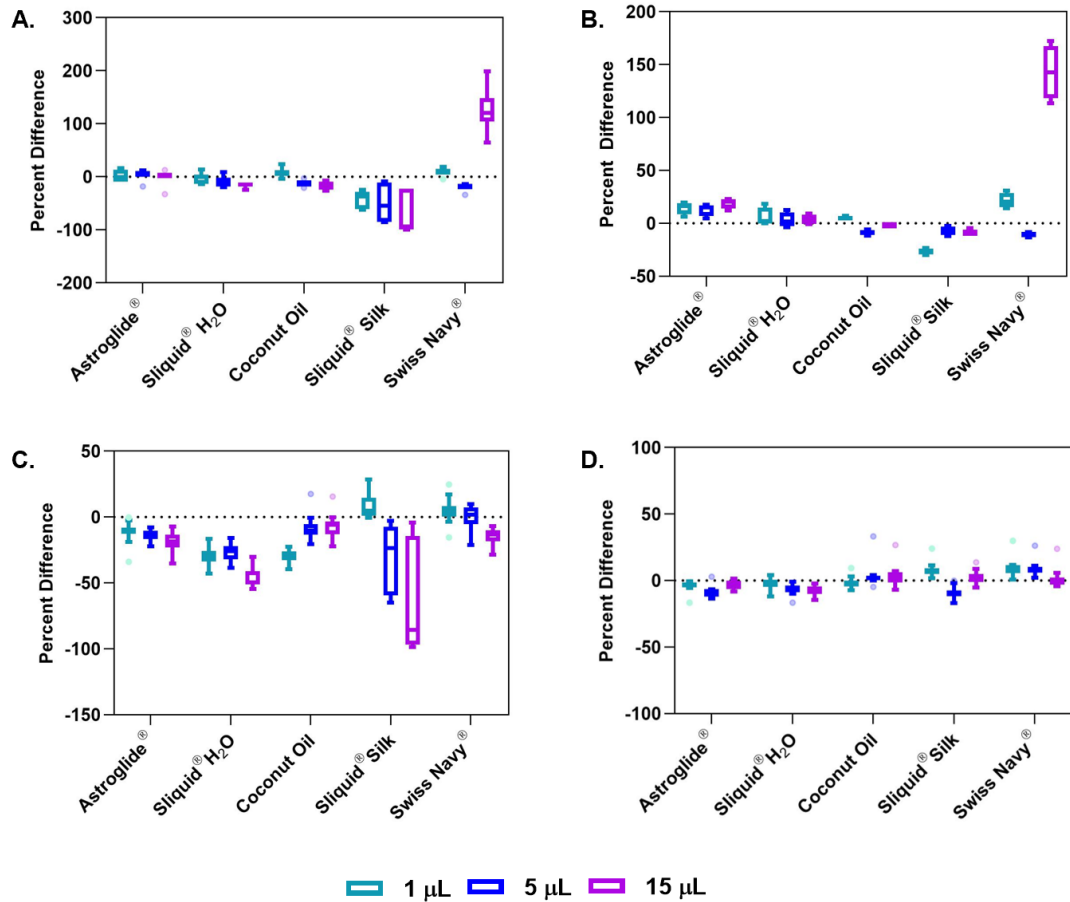 A.
300
200
100
0
-100
-200
Percent Difference
Astroglide®
Sliquid® H₂O
Coconut Oil
Sliquid® Silk
Swiss Navy®
B.
200
150
100
50
0
-50
Percent Difference
Astroglide®
Sliquid® H₂O
Coconut Oil
Sliquid® Silk
Swiss Navy®
C.
50
0
-50
-100
-150
Percent Difference
Astroglide®
Sliquid® H₂O
Coconut Oil
Sliquid® Silk
Swiss Navy®
D.
100
50
0
-50
-100
Percent Difference
Astroglide®
Sliquid® H₂O
Coconut Oil
Sliquid® Silk
Swiss Navy®
1 μL 5 μL 15 μL